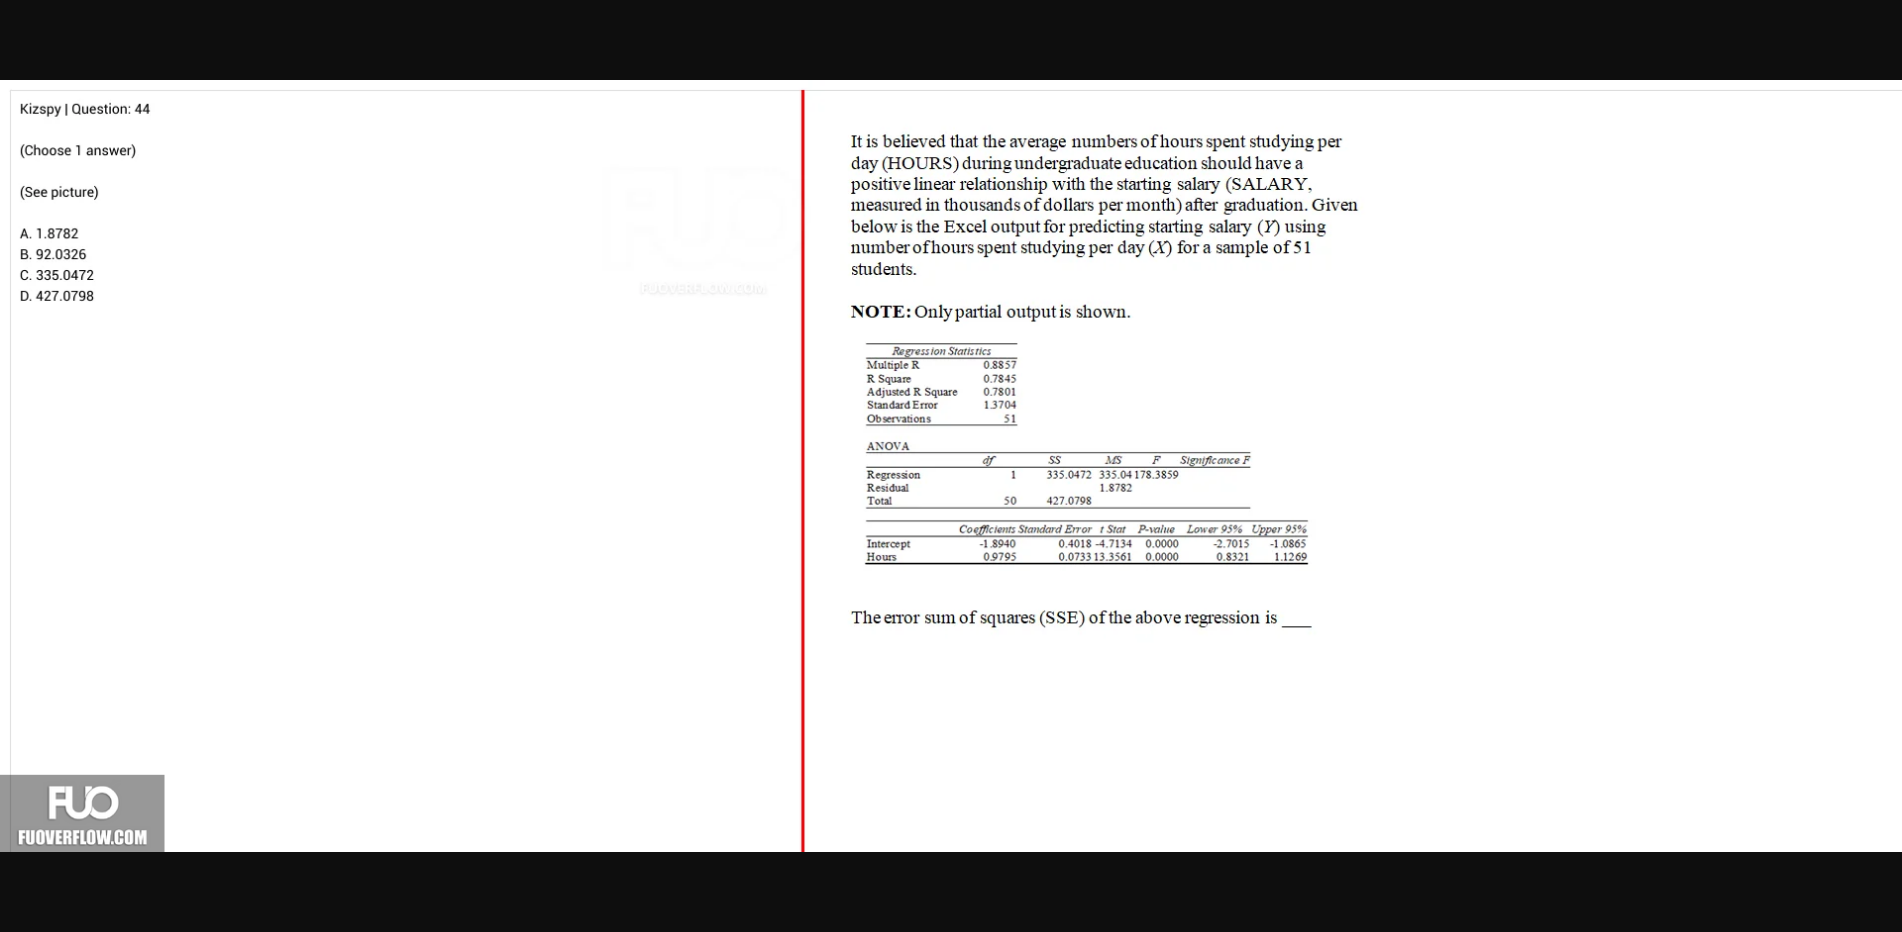 Kizspy | Question: 44
(Choose 1 answer)
(See picture)
A. 1.8782
B. 92.0326
C. 335.0472
D. 427.0798
FUO
FUOVERFLOW.COM
It is believed that the average numbers of hours spent studying per
day (HOURS) during undergraduate education should have a
positive linear relationship with the starting salary (SALARY,
measured in thousands of dollars per month) after graduation. Given
below is the Excel output for predicting starting salary (Y) using
number of hours spent studying per day (X) for a sample of 51
students.
NOTE: Only partial output is shown.
Regression Statistics
Multiple R 0.8857
R Square 0.7845
Adjusted R Square 0.7801
Standard Error 1.3704
Observations 51
ANOVA
df SS MS F Significance F
Regression 1 335.0472 335.04 178.3859
Residual 1.8782
Total 50 427.0798
Coefficients Standard Error t Stat P-value Lower 95% Upper 95%
Intercept -1.8940 0.4018 -4.7134 0.0000 -2.7015 -1.0865
Hours 0.9795 0.0733 13.3561 0.0000 0.8321 1.1269
The error sum of squares (SSE) of the above regression is ___
FUO
FUOVERFLOW.COM